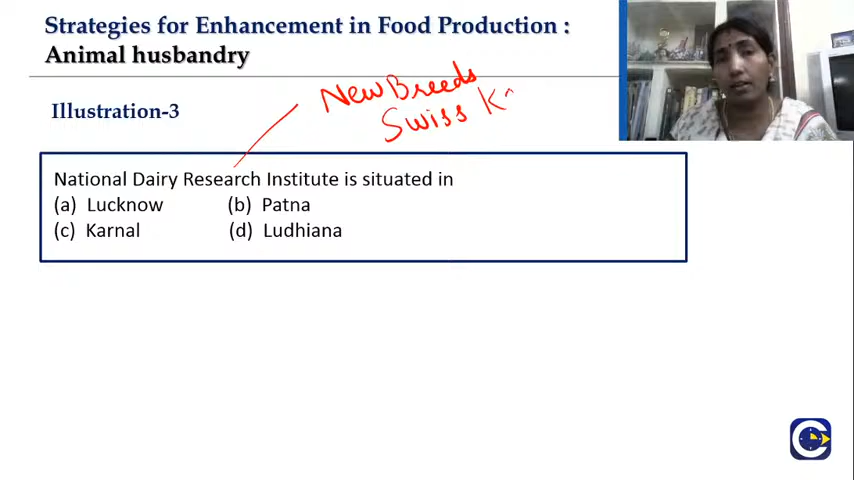 Strategies for Enhancement in Food Production :
Animal husbandry
Illustration-3
New Breeds
Swiss
National Dairy Research Institute is situated in
(a) Lucknow (b) Patna
(c) Karnal (d) Ludhiana